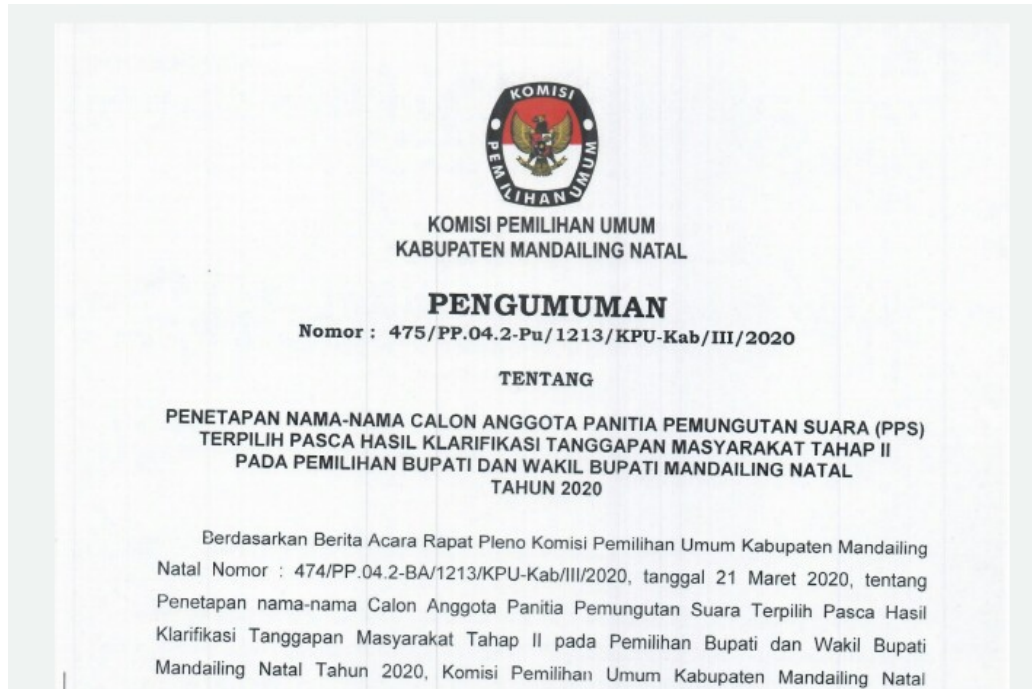 KOMISI
PEMILIHAN UMUM
KOMISI PEMILIHAN UMUM
KABUPATEN MANDAILING NATAL
PENGUMUMAN
Nomor : 475/PP.04.2-Pu/1213/KPU-Kab/III/2020
TENTANG
PENETAPAN NAMA-NAMA CALON ANGGOTA PANITIA PEMUNGUTAN SUARA (PPS)
TERPILIH PASCA HASIL KLARIFIKASI TANGGAPAN MASYARAKAT TAHAP II
PADA PEMILIHAN BUPATI DAN WAKIL BUPATI MANDAILING NATAL
TAHUN 2020
Berdasarkan Berita Acara Rapat Pleno Komisi Pemilihan Umum Kabupaten Mandailing
Natal Nomor : 474/PP.04.2-BA/1213/KPU-Kab/III/2020, tanggal 21 Maret 2020, tentang
Penetapan nama-nama Calon Anggota Panitia Pemungutan Suara Terpilih Pasca Hasil
Klarifikasi Tanggapan Masyarakat Tahap II pada Pemilihan Bupati dan Wakil Bupati
Mandailing Natal Tahun 2020, Komisi Pemilihan Umum Kabupaten Mandailing Natal